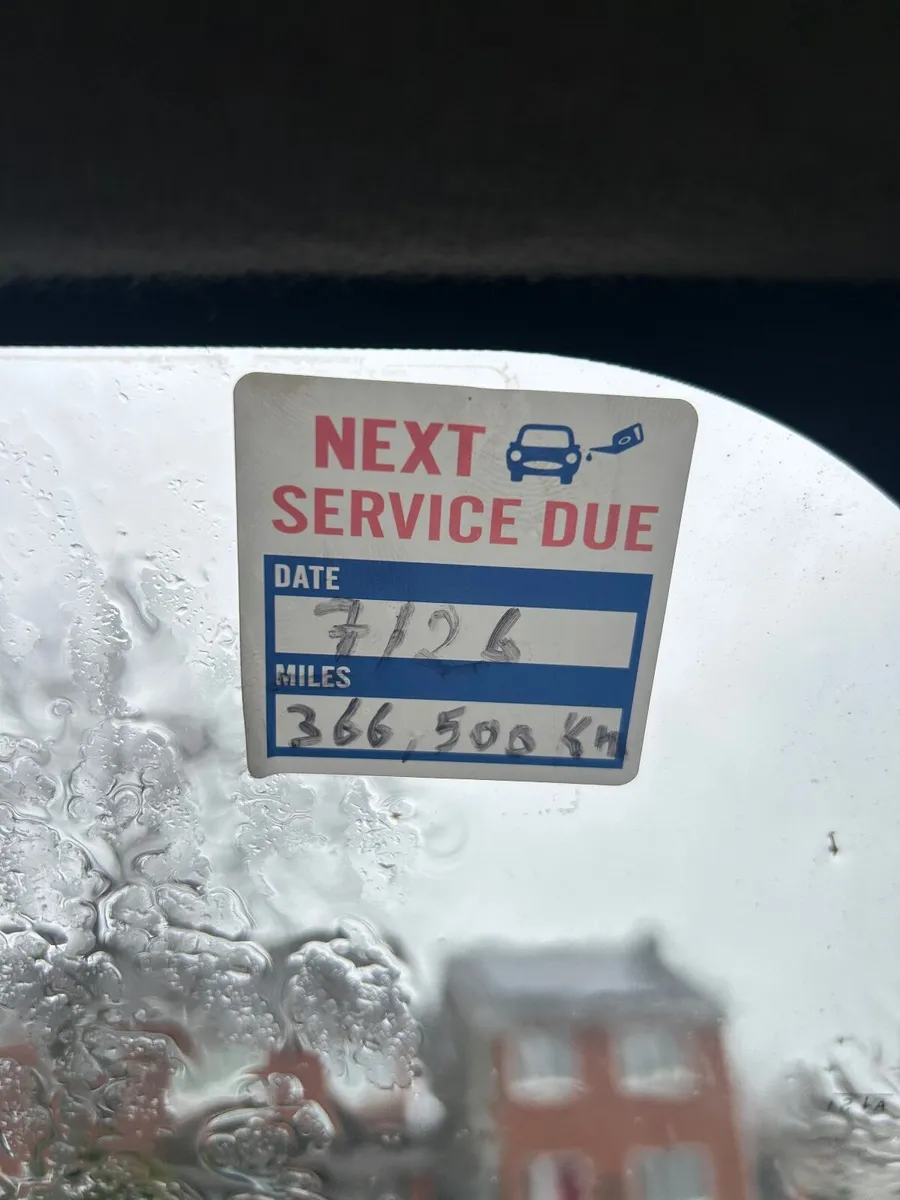 NEXT
SERVICE DUE
DATE
7/26
MILES
366,500 Km